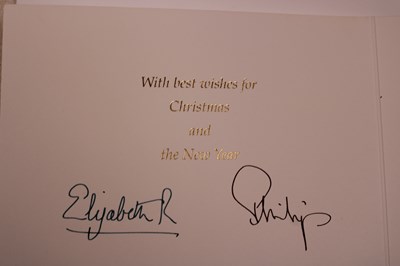 With best wishes for
Christmas
and
the New Year
Elizabeth R
Philip